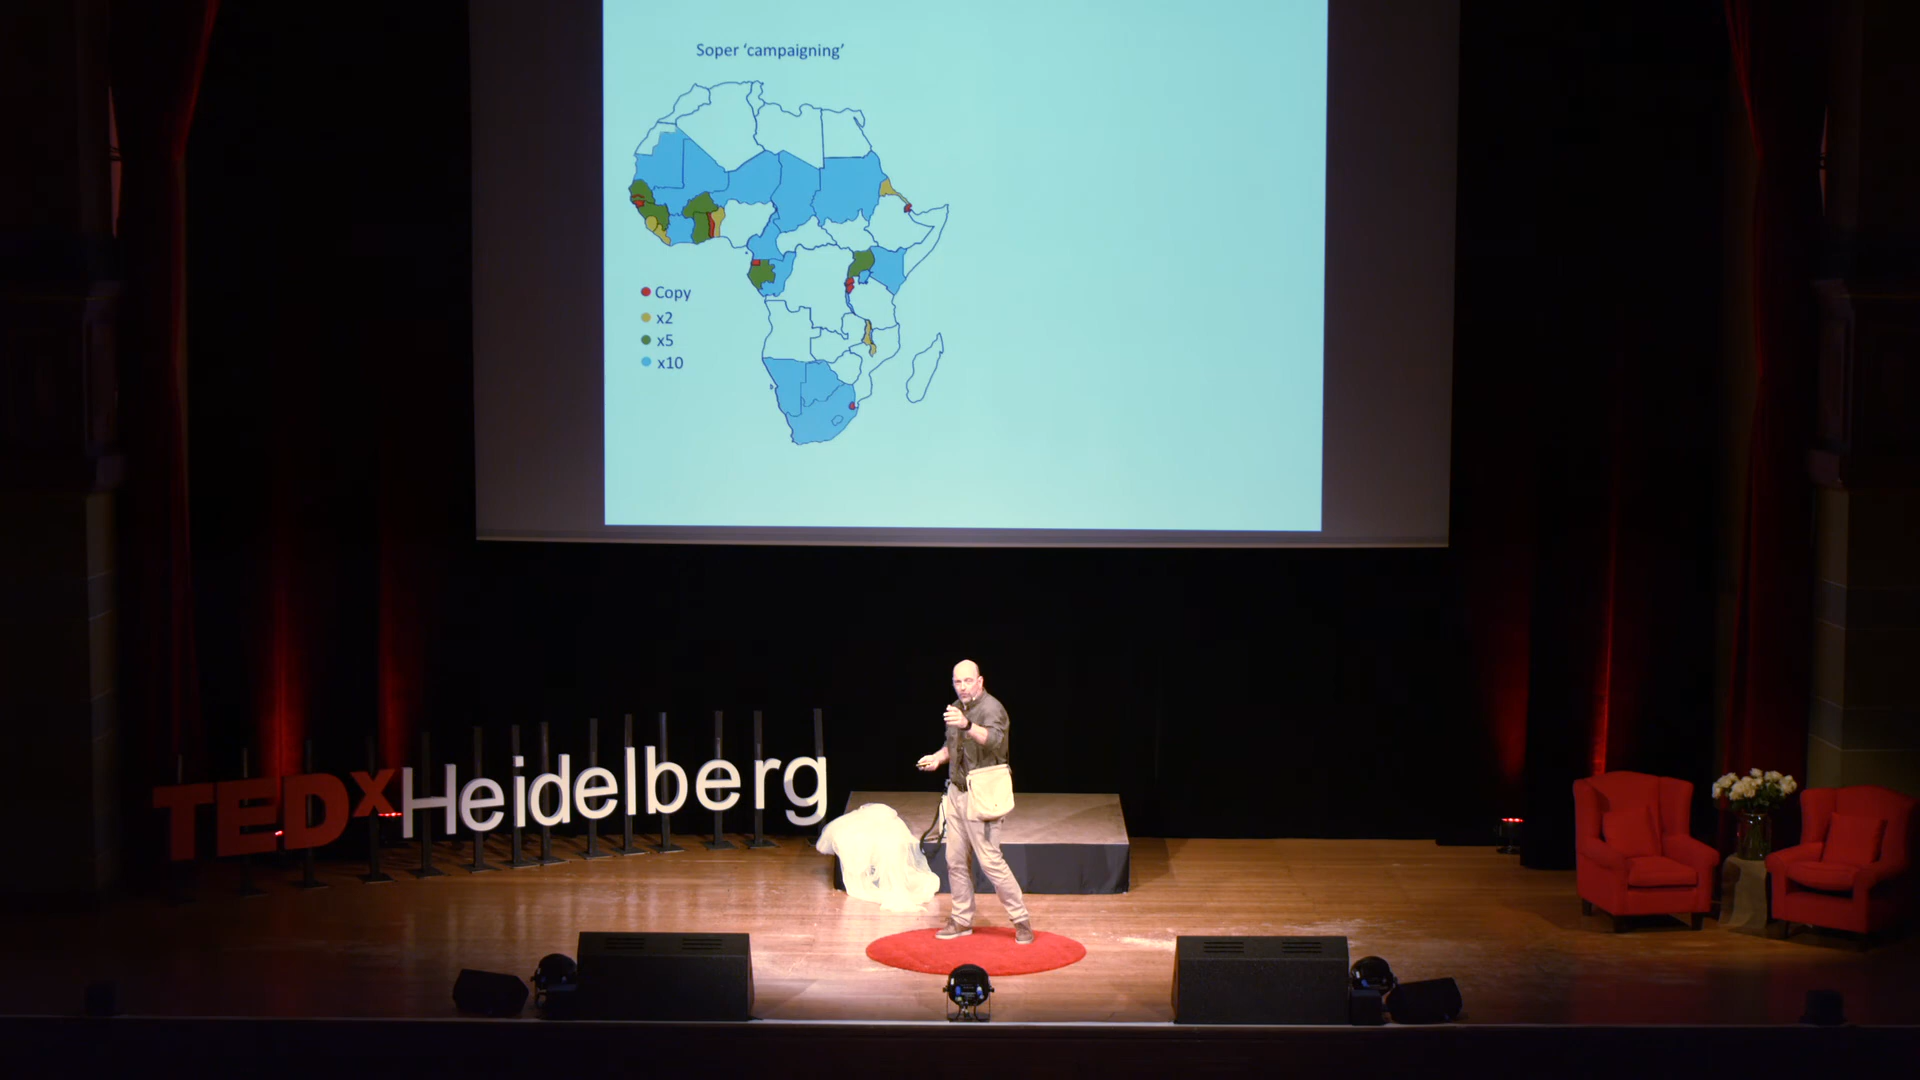 Soper ‘campaigning’
Copy
x2
x5
x10
TEDxHeidelberg